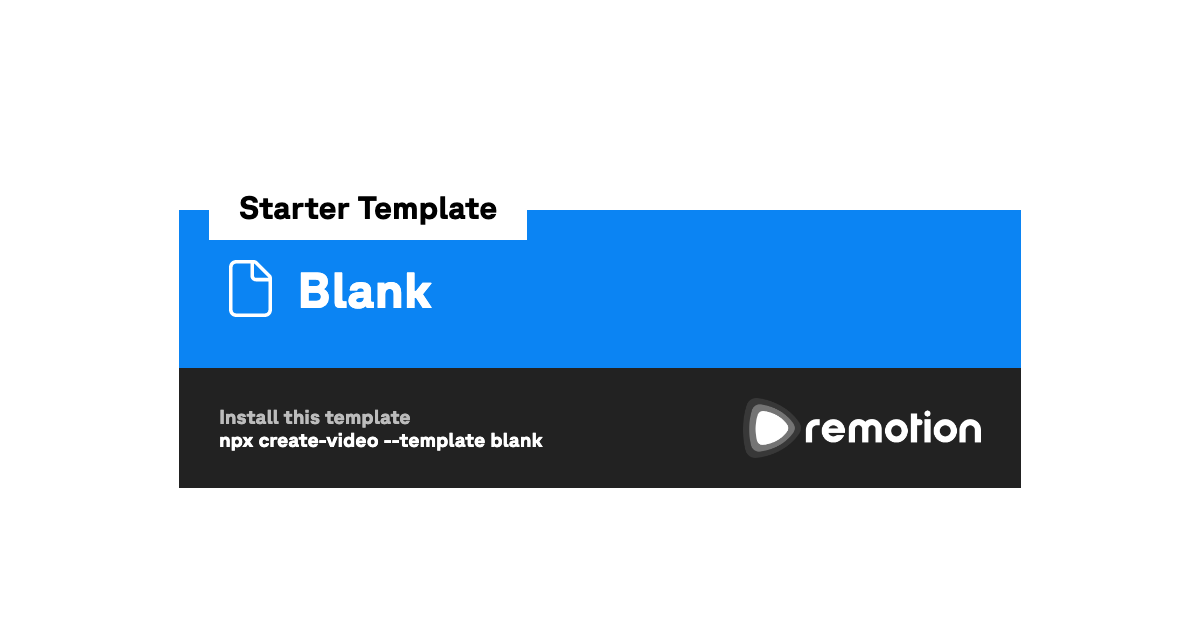 Starter Template
Blank
Install this template
npx create-video --template blank
remotion